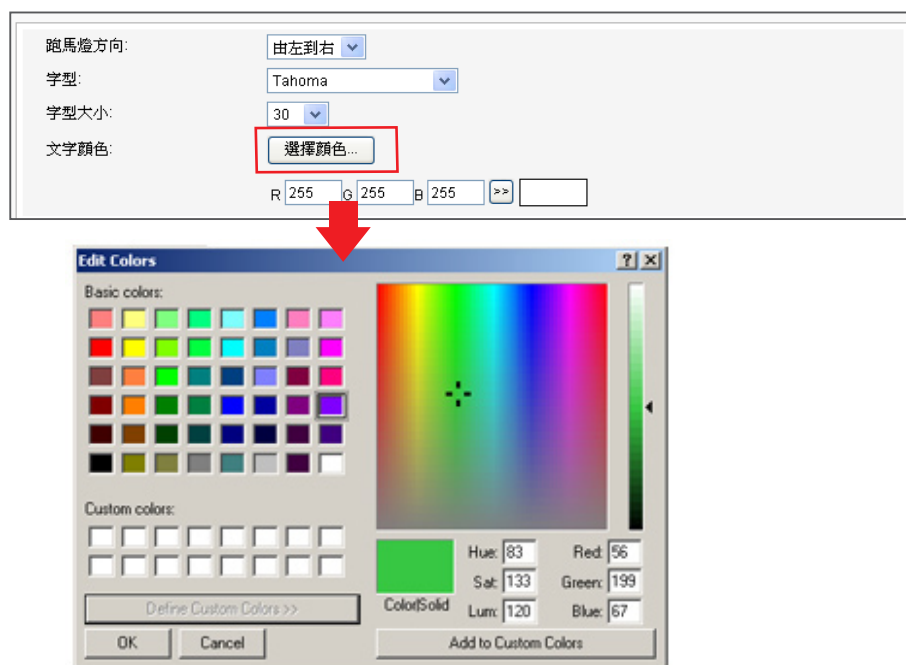 跑馬燈方向: 由左到右
字型: Tahoma
字型大小: 30
文字顏色: 選擇顏色...
R 255 G 255 B 255 >>
Edit Colors ? X
Basic colors:
Custom colors:
Hue: 83 Red: 56
Sat: 133 Green: 199
Color|Solid Lum: 120 Blue: 67
Define Custom Colors >>
OK Cancel Add to Custom Colors